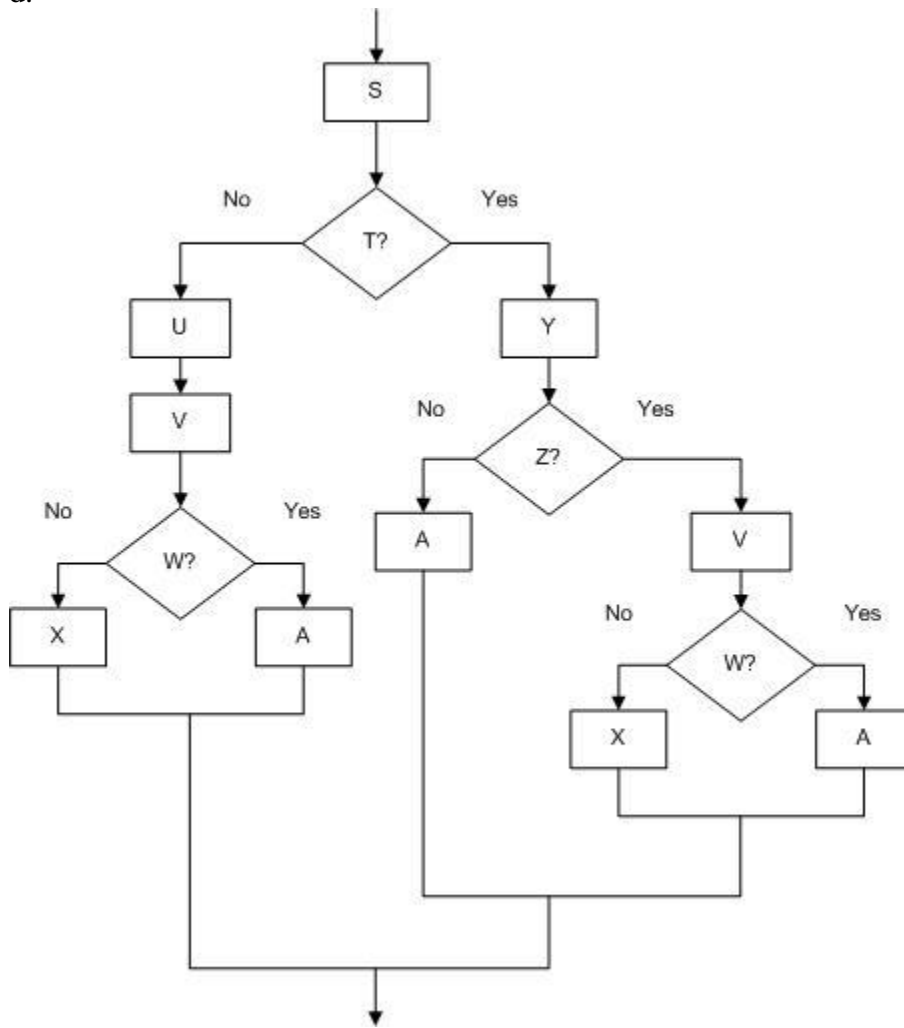 d.
S
No Yes
T?
U Y
No Yes
V
Z?
No Yes
A V
W?
No Yes
X A
W?
X A